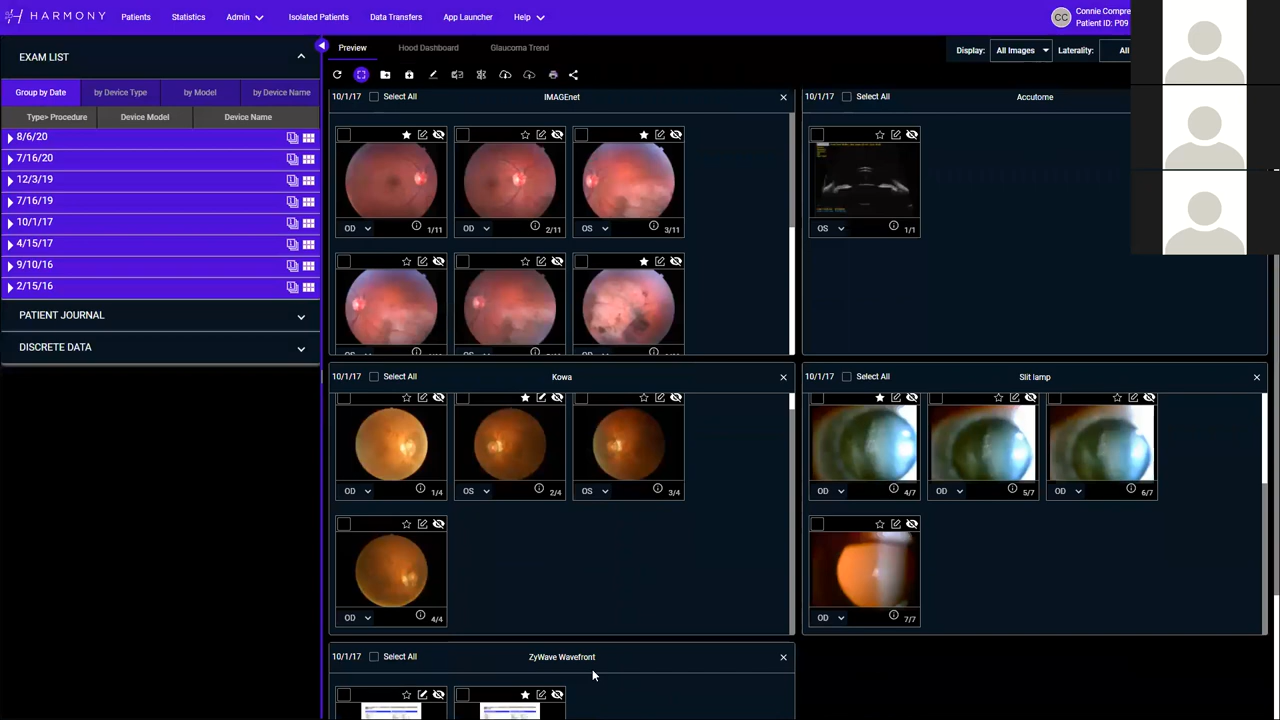 HARMONY
Patients
Statistics
Admin
Isolated Patients
Data Transfers
App Launcher
Help
CC
Connie Compre
Patient ID: P09
EXAM LIST
Preview
Hood Dashboard
Glaucoma Trend
Display:
All Images
Laterality:
All
Group by Date
by Device Type
by Model
by Device Name
Type> Procedure
Device Model
Device Name
8/6/20
7/16/20
12/3/19
7/16/19
10/1/17
4/15/17
9/10/16
2/15/16
PATIENT JOURNAL
DISCRETE DATA
10/1/17
Select All
IMAGEnet
OD
1/11
OD
2/11
OS
3/11
10/1/17
Select All
Accutome
OS
1/1
10/1/17
Select All
Kowa
OD
1/4
OS
2/4
OS
3/4
OD
4/4
10/1/17
Select All
Slit lamp
OD
4/7
OD
5/7
OD
6/7
OD
7/7
10/1/17
Select All
ZyWave Wavefront